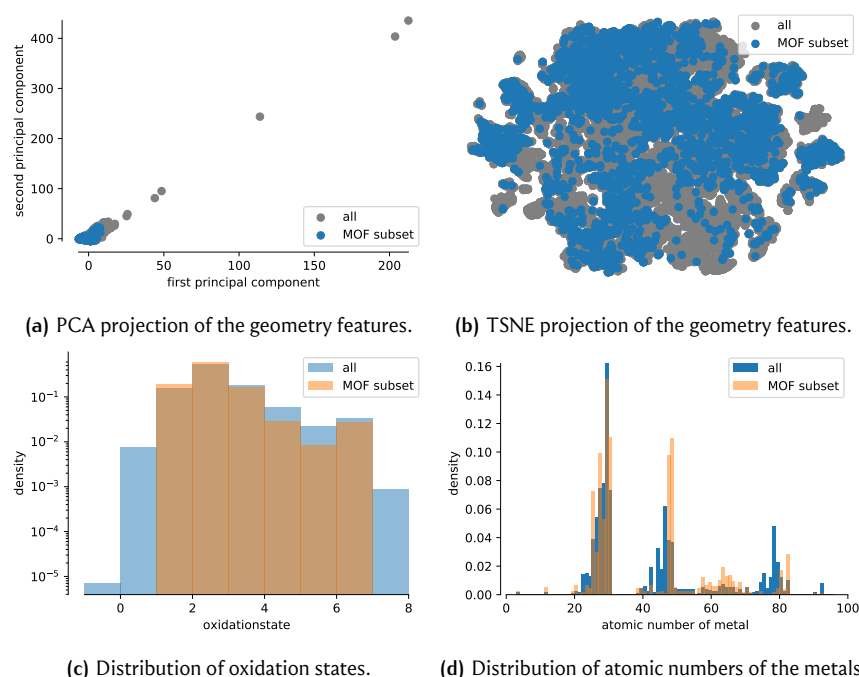 400
300
200
100
0
second principal component
all
MOF subset
0
50
100
150
200
first principal component
all
MOF subset
(a) PCA projection of the geometry features.
(b) TSNE projection of the geometry features.
10⁻¹
10⁻²
10⁻³
10⁻⁴
10⁻⁵
density
all
MOF subset
0
2
4
6
8
oxidationstate
0.16
0.14
0.12
0.10
0.08
0.06
0.04
0.02
0.00
density
all
MOF subset
0
20
40
60
80
100
atomic number of metal
(c) Distribution of oxidation states.
(d) Distribution of atomic numbers of the metals